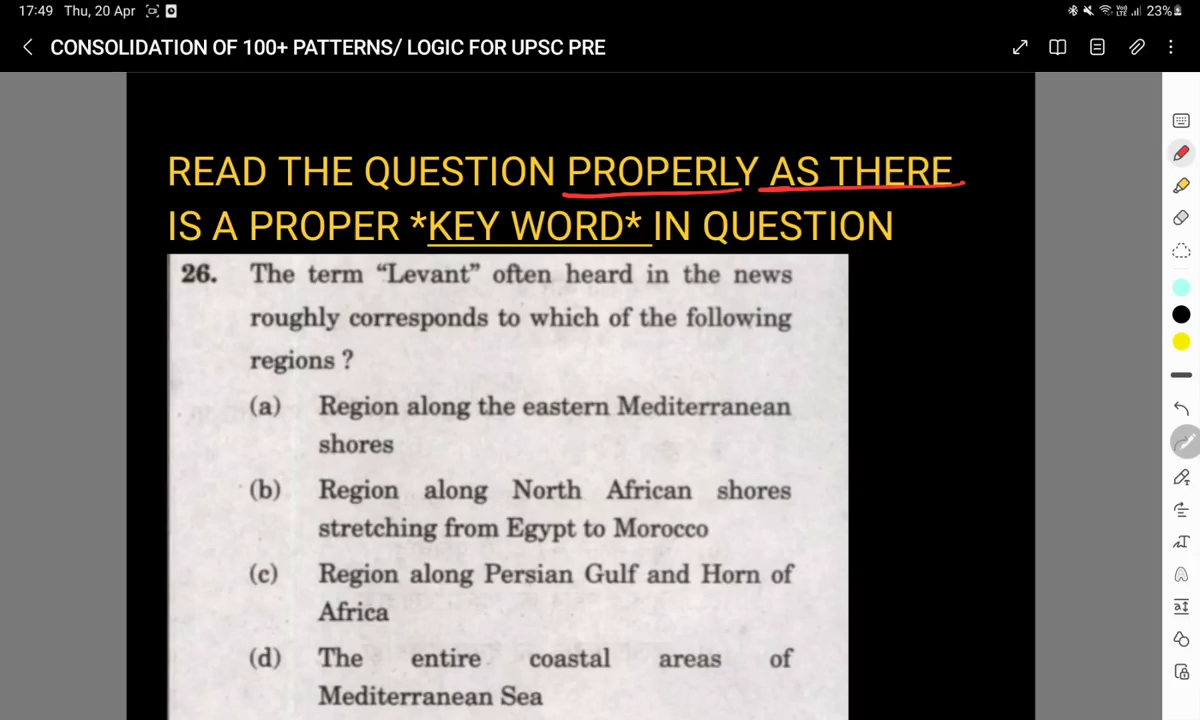 17:49 Thu, 20 Apr 23%
CONSOLIDATION OF 100+ PATTERNS/ LOGIC FOR UPSC PRE
READ THE QUESTION PROPERLY AS THERE
IS A PROPER *KEY WORD* IN QUESTION
26. The term “Levant” often heard in the news
roughly corresponds to which of the following
regions ?
(a) Region along the eastern Mediterranean
shores
(b) Region along North African shores
stretching from Egypt to Morocco
(c) Region along Persian Gulf and Horn of
Africa
(d) The entire coastal areas of
Mediterranean Sea